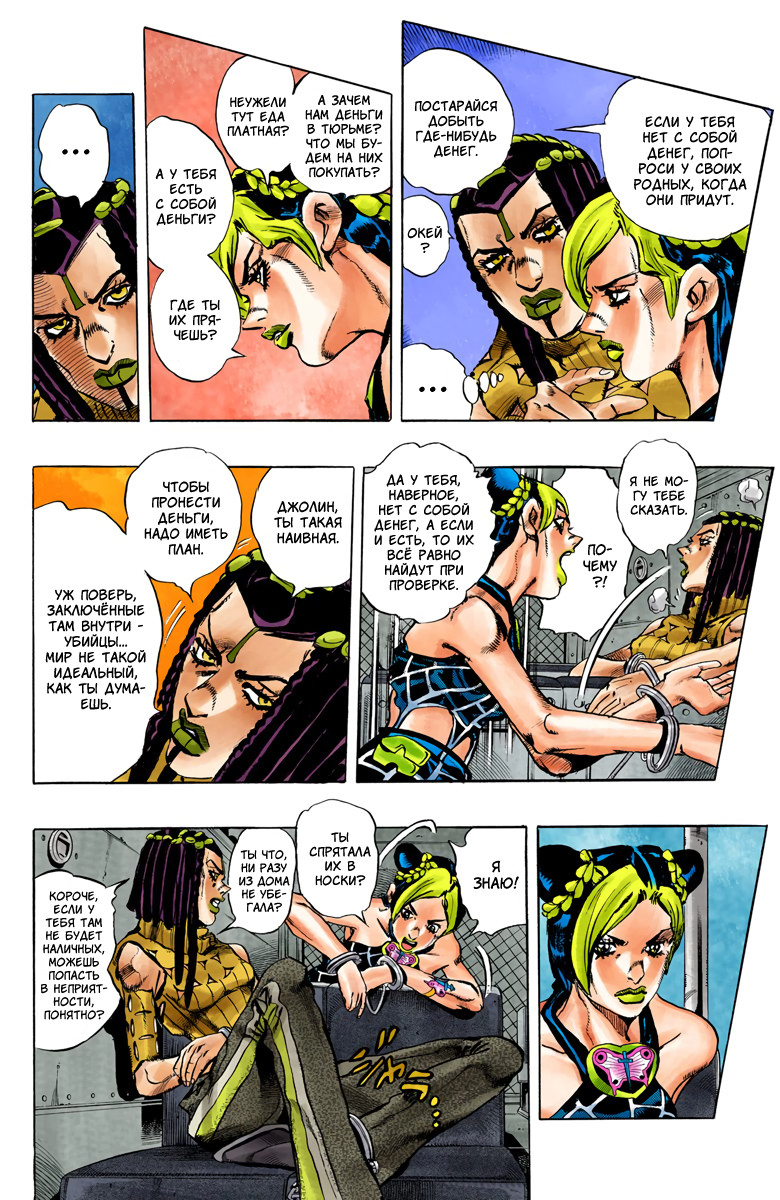 ЕСЛИ У ТЕБЯ
НЕТ С СОБОЙ
ДЕНЕГ, ПОП-
РОСИ У СВОИХ
РОДНЫХ, КОГДА
ОНИ ПРИДУТ.
ПОСТАРАЙСЯ
ДОБЫТЬ
ГДЕ-НИБУДЬ
ДЕНЕГ.
ОКЕЙ
?
...
А ЗАЧЕМ
НАМ ДЕНЬГИ
В ТЮРЬМЕ?
ЧТО МЫ БУ-
ДЕМ НА НИХ
ПОКУПАТЬ?
НЕУЖЕЛИ
ТУТ ЕДА
ПЛАТНАЯ?
А У ТЕБЯ
ЕСТЬ
С СОБОЙ
ДЕНЬГИ?
ГДЕ ТЫ
ИХ ПРЯ-
ЧЕШЬ?
...
Я НЕ МО-
ГУ ТЕБЕ
СКАЗАТЬ.
ПО-
ЧЕМУ
?!
ДА У ТЕБЯ,
НАВЕРНОЕ,
НЕТ С СОБОЙ
ДЕНЕГ, А ЕСЛИ
И ЕСТЬ, ТО ИХ
ВСЁ РАВНО
НАЙДУТ ПРИ
ПРОВЕРКЕ.
ДЖОЛИН,
ТЫ ТАКАЯ
НАИВНАЯ.
ЧТОБЫ
ПРОНЕСТИ
ДЕНЬГИ,
НАДО ИМЕТЬ
ПЛАН.
УЖ ПОВЕРЬ,
ЗАКЛЮЧЁННЫЕ
ТАМ ВНУТРИ -
УБИЙЦЫ...
МИР НЕ ТАКОЙ
ИДЕАЛЬНЫЙ,
КАК ТЫ ДУМА-
ЕШЬ.
Я
ЗНАЮ!
ТЫ
СПРЯТАЛА
ИХ В
НОСКИ?
ТЫ ЧТО,
НИ РАЗУ
ИЗ ДОМА
НЕ УБЕ-
ГАЛА?
КОРОЧЕ,
ЕСЛИ У
ТЕБЯ ТАМ
НЕ БУДЕТ
НАЛИЧНЫХ,
МОЖЕШЬ
ПОПАСТЬ
В НЕПРИЯТ-
НОСТИ,
ПОНЯТНО?